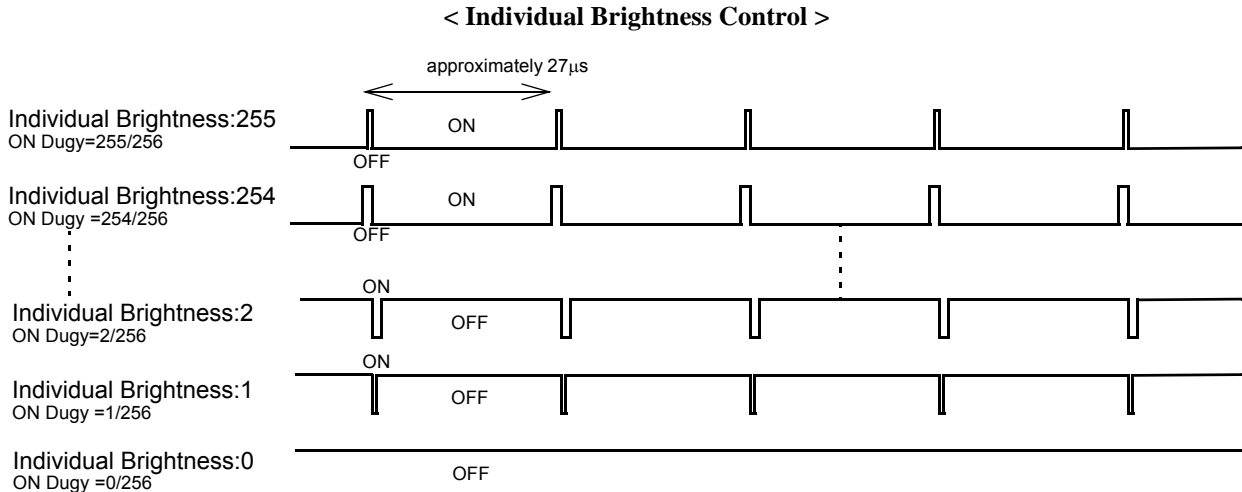 < Individual Brightness Control >
approximately 27μs
Individual Brightness:255
ON Dugy=255/256
ON
OFF
Individual Brightness:254
ON Dugy =254/256
ON
OFF
Individual Brightness:2
ON Dugy=2/256
ON
OFF
Individual Brightness:1
ON Dugy =1/256
ON
OFF
Individual Brightness:0
ON Dugy =0/256
OFF